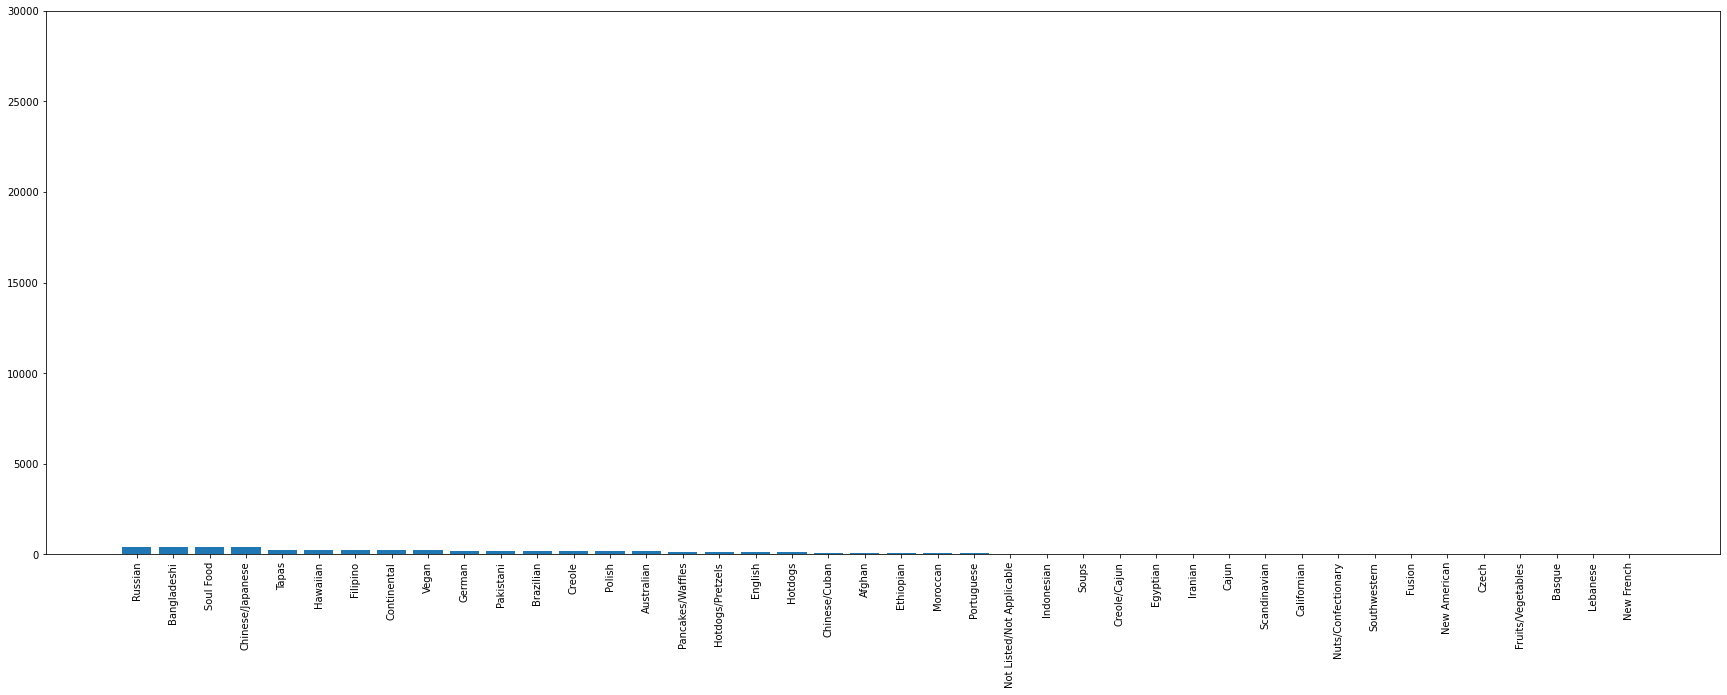 30000
25000
20000
15000
10000
5000
0
Russian
Bangladeshi
Soul Food
Chinese/Japanese
Tapas
Hawaiian
Filipino
Continental
Vegan
German
Pakistani
Brazilian
Creole
Polish
Australian
Pancakes/Waffles
Hotdogs/Pretzels
English
Hotdogs
Chinese/Cuban
Afghan
Ethiopian
Moroccan
Portuguese
Not Listed/Not Applicable
Indonesian
Soups
Creole/Cajun
Egyptian
Iranian
Cajun
Scandinavian
Californian
Nuts/Confectionary
Southwestern
Fusion
New American
Czech
Fruits/Vegetables
Basque
Lebanese
New French